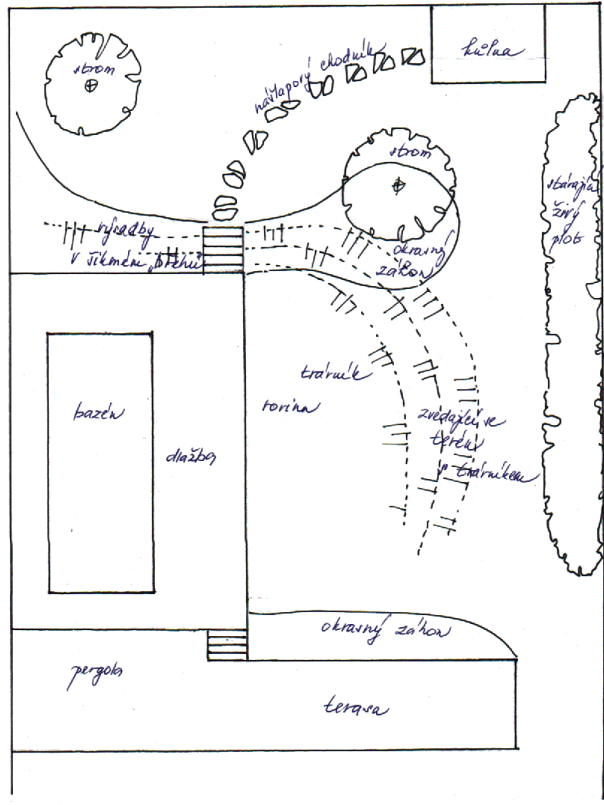 kůlna
strom
nášlapový chodník
strom
stávající
živý
plot
výsadby
v šikmém „břehu“
okrasný
záhon
trávník
rovina
bazén
zvedající se
terén
s trávníkem
dlažba
okrasný záhon
pergola
terasa